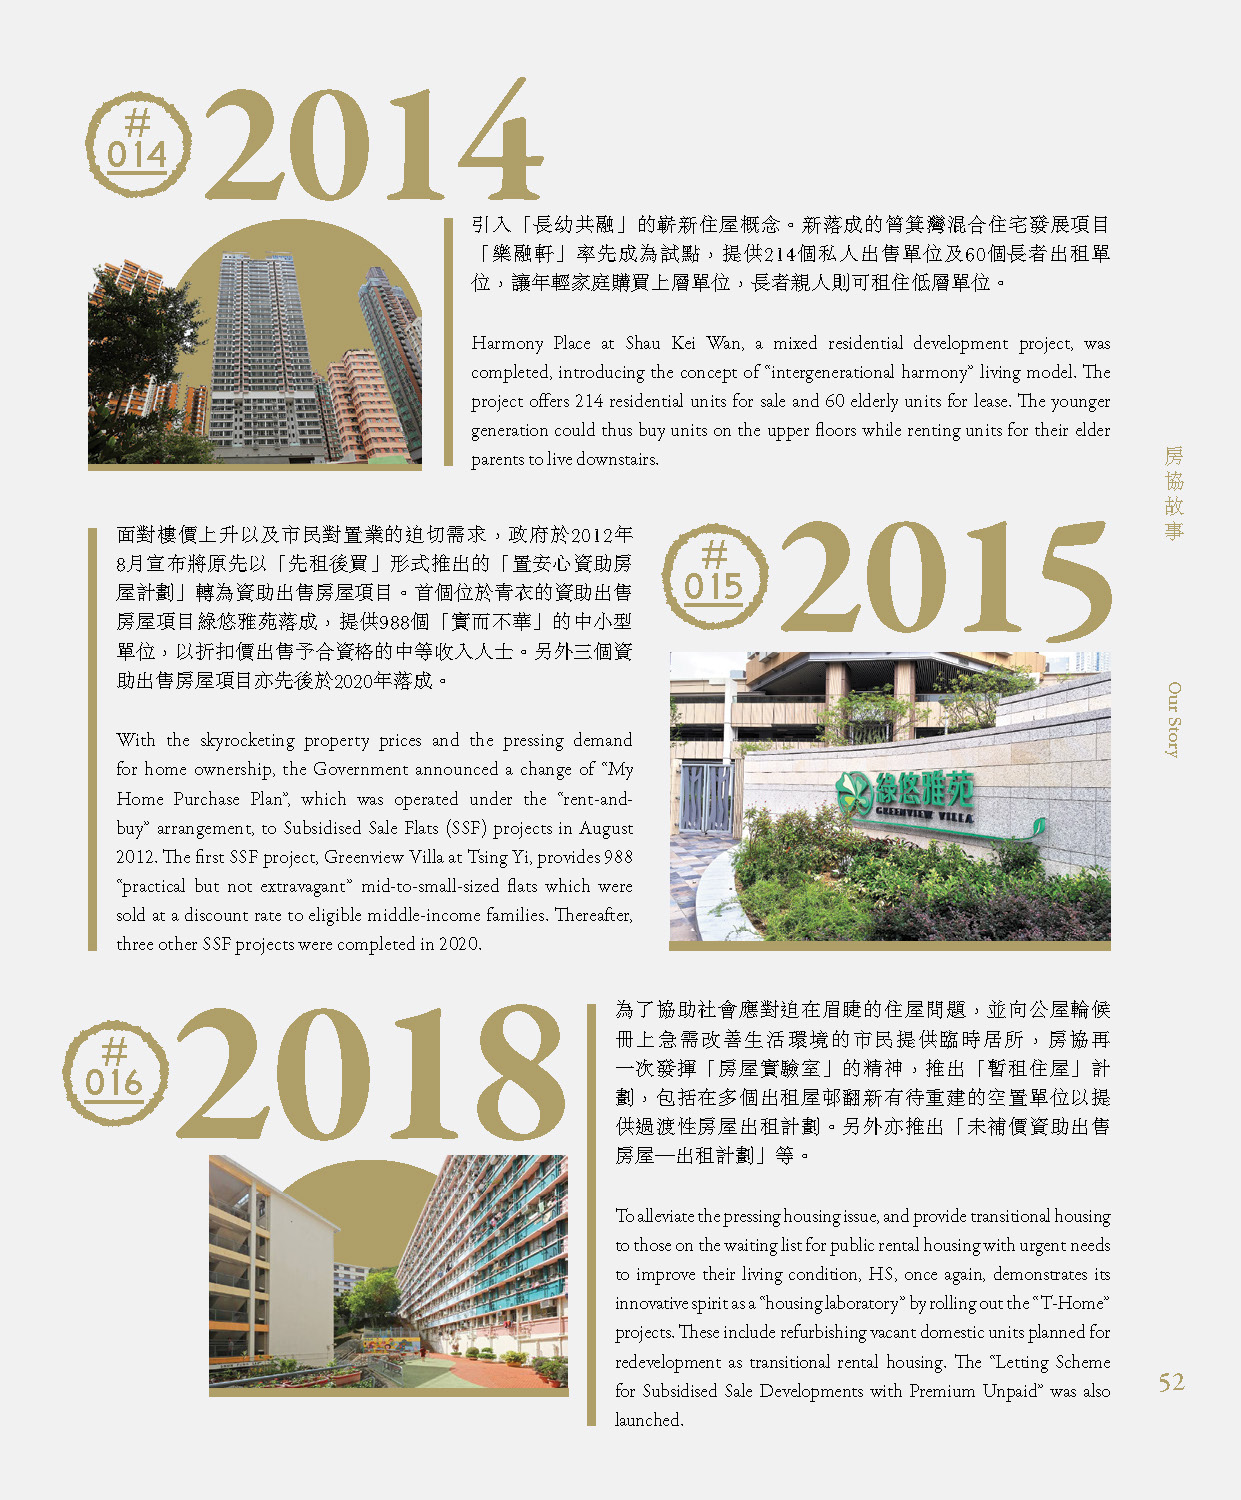 #
014
2014
引入「長幼共融」的嶄新住屋概念。新落成的筲箕灣混合住宅發展項目
「樂融軒」率先成為試點，提供214個私人出售單位及60個長者出租單
位，讓年輕家庭購買上層單位，長者親人則可租住低層單位。
Harmony Place at Shau Kei Wan, a mixed residential development project, was
completed, introducing the concept of “intergenerational harmony” living model. The
project offers 214 residential units for sale and 60 elderly units for lease. The younger
generation could thus buy units on the upper floors while renting units for their elder
parents to live downstairs.
#
015
2015
面對樓價上升以及市民對置業的迫切需求，政府於2012年
8月宣布將原先以「先租後買」形式推出的「置安心資助房
屋計劃」轉為資助出售房屋項目。首個位於青衣的資助出售
房屋項目綠悠雅苑落成，提供988個「實而不華」的中小型
單位，以折扣價出售予合資格的中等收入人士。另外三個資
助出售房屋項目亦先後於2020年落成。
With the skyrocketing property prices and the pressing demand
for home ownership, the Government announced a change of “My
Home Purchase Plan”, which was operated under the “rent-and-
buy” arrangement, to Subsidised Sale Flats (SSF) projects in August
2012. The first SSF project, Greenview Villa at Tsing Yi, provides 988
“practical but not extravagant” mid-to-small-sized flats which were
sold at a discount rate to eligible middle-income families. Thereafter,
three other SSF projects were completed in 2020.
綠悠雅苑
GREENVIEW VILLA
#
016
2018
為了協助社會應對迫在眉睫的住屋問題，並向公屋輪候
冊上急需改善生活環境的市民提供臨時居所，房協再
一次發揮「房屋實驗室」的精神，推出「暫租住屋」計
劃，包括在多個出租屋邨翻新有待重建的空置單位以提
供過渡性房屋出租計劃。另外亦推出「未補價資助出售
房屋—出租計劃」等。
To alleviate the pressing housing issue, and provide transitional housing
to those on the waiting list for public rental housing with urgent needs
to improve their living condition, HS, once again, demonstrates its
innovative spirit as a “housing laboratory” by rolling out the “T-Home”
projects. These include refurbishing vacant domestic units planned for
redevelopment as transitional rental housing. The “Letting Scheme
for Subsidised Sale Developments with Premium Unpaid” was also
launched.
房協故事
Our Story
52